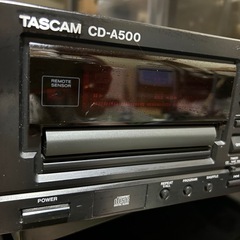 TASCAM CD-A500
REMOTE
SENSOR
REPEAT
PROGRAM
SHUFFLE
POWER